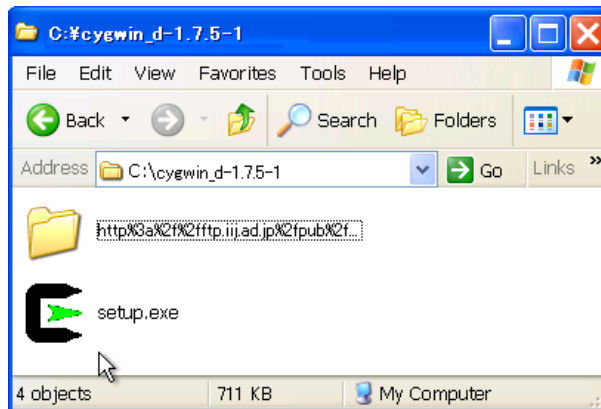 C:¥cygwin_d-1.7.5-1
File Edit View Favorites Tools Help
Back Search Folders
Address C:\cygwin_d-1.7.5-1 Go Links »
http%3a%2f%2fftp.iij.ad.jp%2fpub%2f...
setup.exe
4 objects 711 KB My Computer